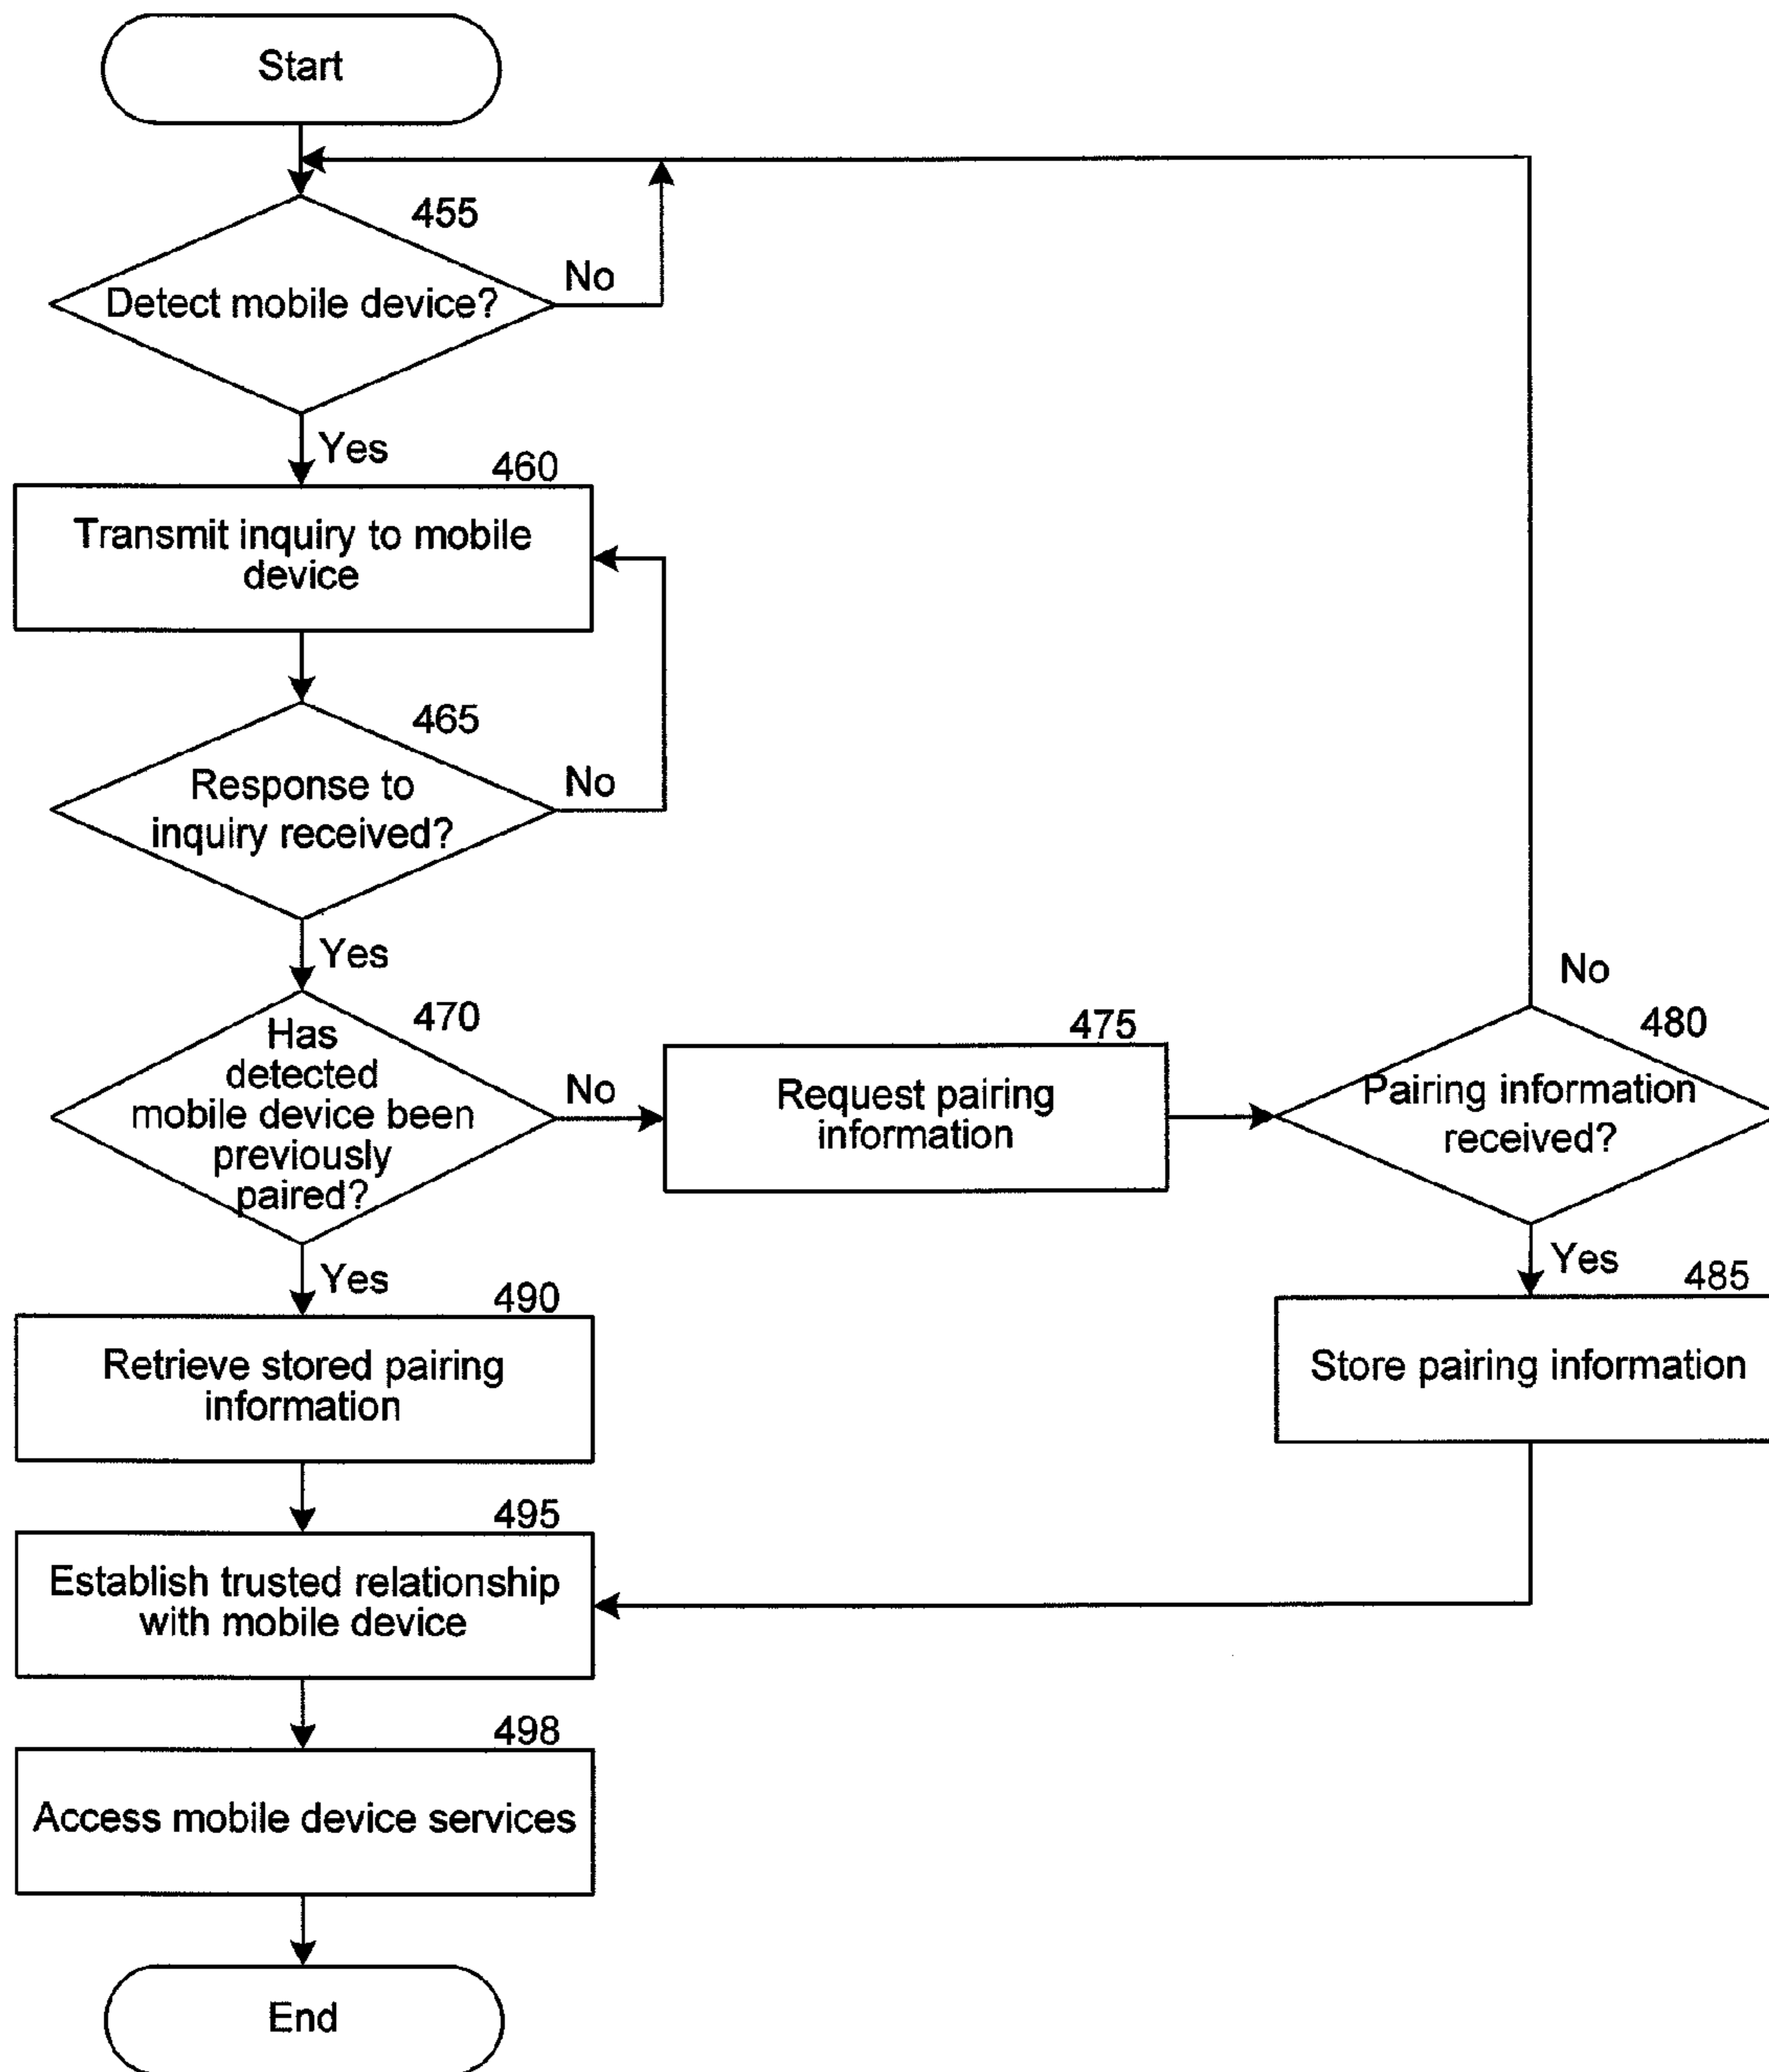 Start
455
Detect mobile device?
No
Yes
460
Transmit inquiry to mobile
device
465
Response to
inquiry received?
No
Yes
470
Has
detected
mobile device been
previously
paired?
No
475
Request pairing
information
No
480
Pairing information
received?
Yes
Yes
490
Retrieve stored pairing
information
485
Store pairing information
495
Establish trusted relationship
with mobile device
498
Access mobile device services
End